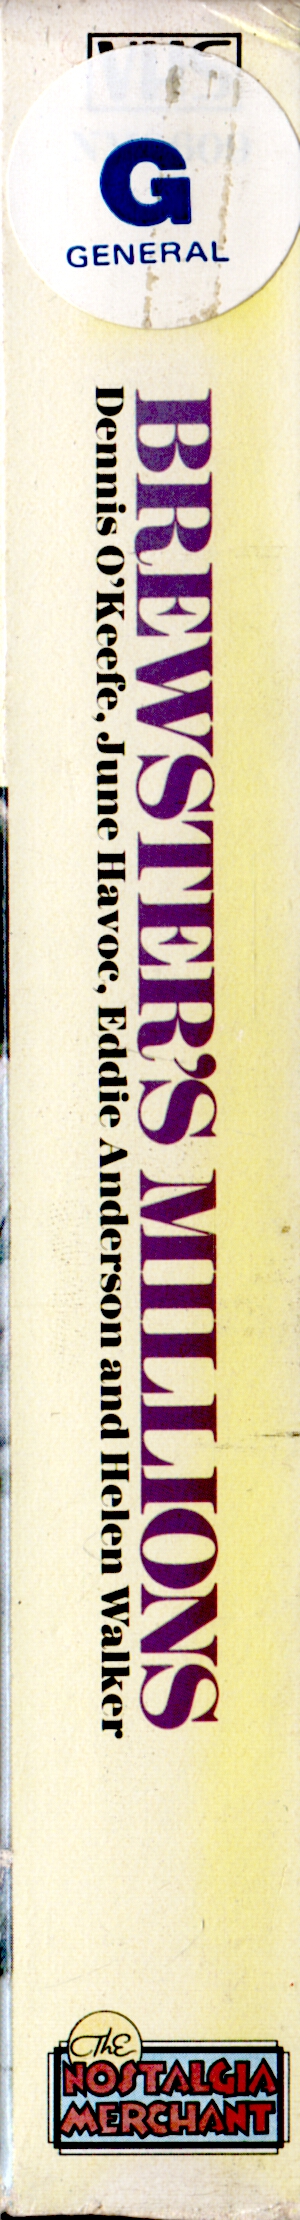 G
GENERAL
BREWSTER'S MILLIONS
Dennis O'Keefe, June Havoc, Eddie Anderson and Helen Walker
The
NOSTALGIA
MERCHANT